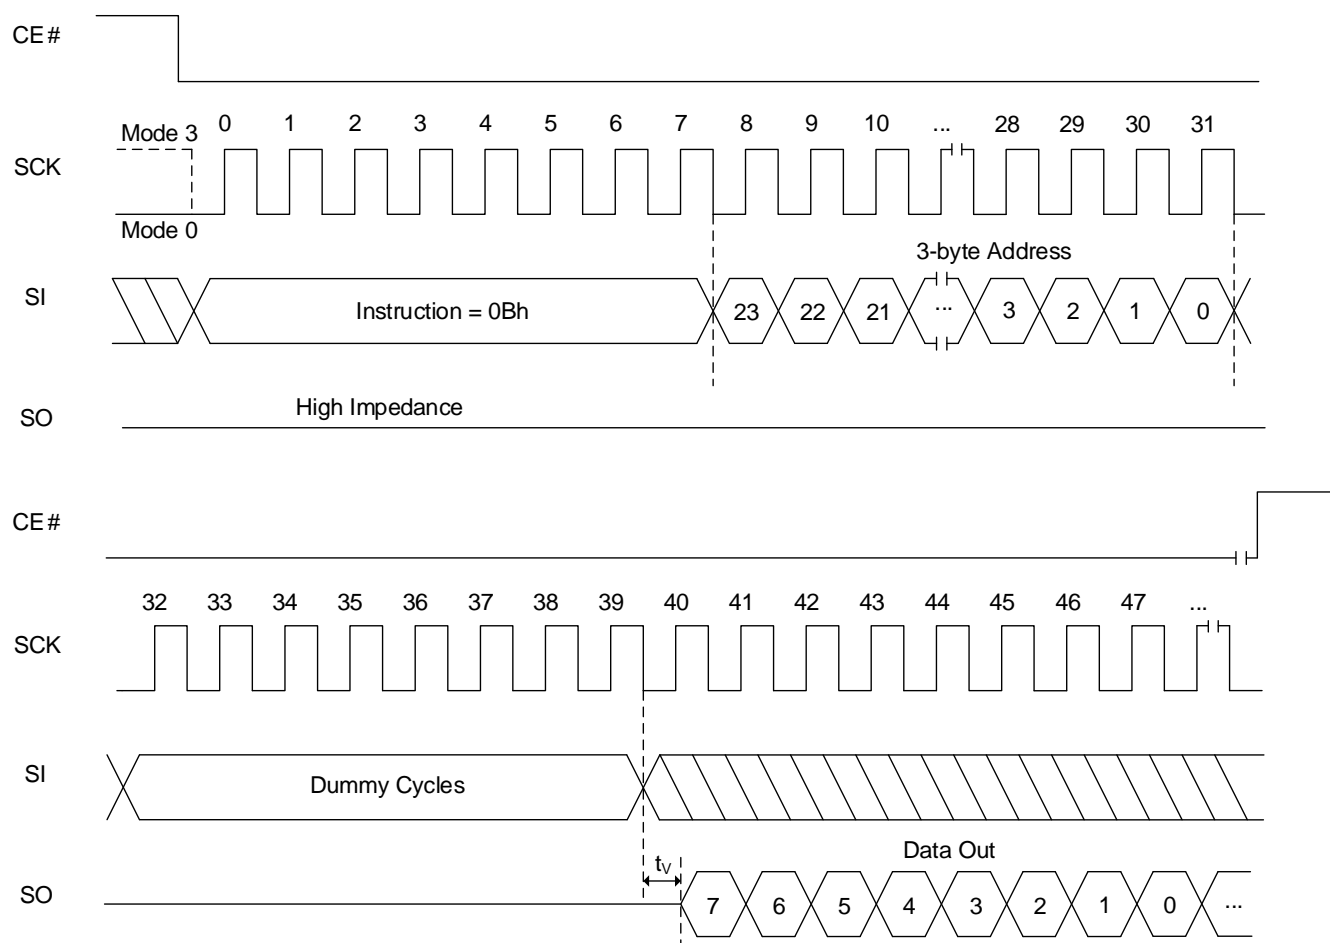 CE#
Mode 3 0 1 2 3 4 5 6 7 8 9 10 ... 28 29 30 31
SCK
Mode 0
3-byte Address
SI Instruction = 0Bh 23 22 21 ... 3 2 1 0
High Impedance
SO
CE#
32 33 34 35 36 37 38 39 40 41 42 43 44 45 46 47 ...
SCK
SI Dummy Cycles
Data Out
tV
SO 7 6 5 4 3 2 1 0 ...